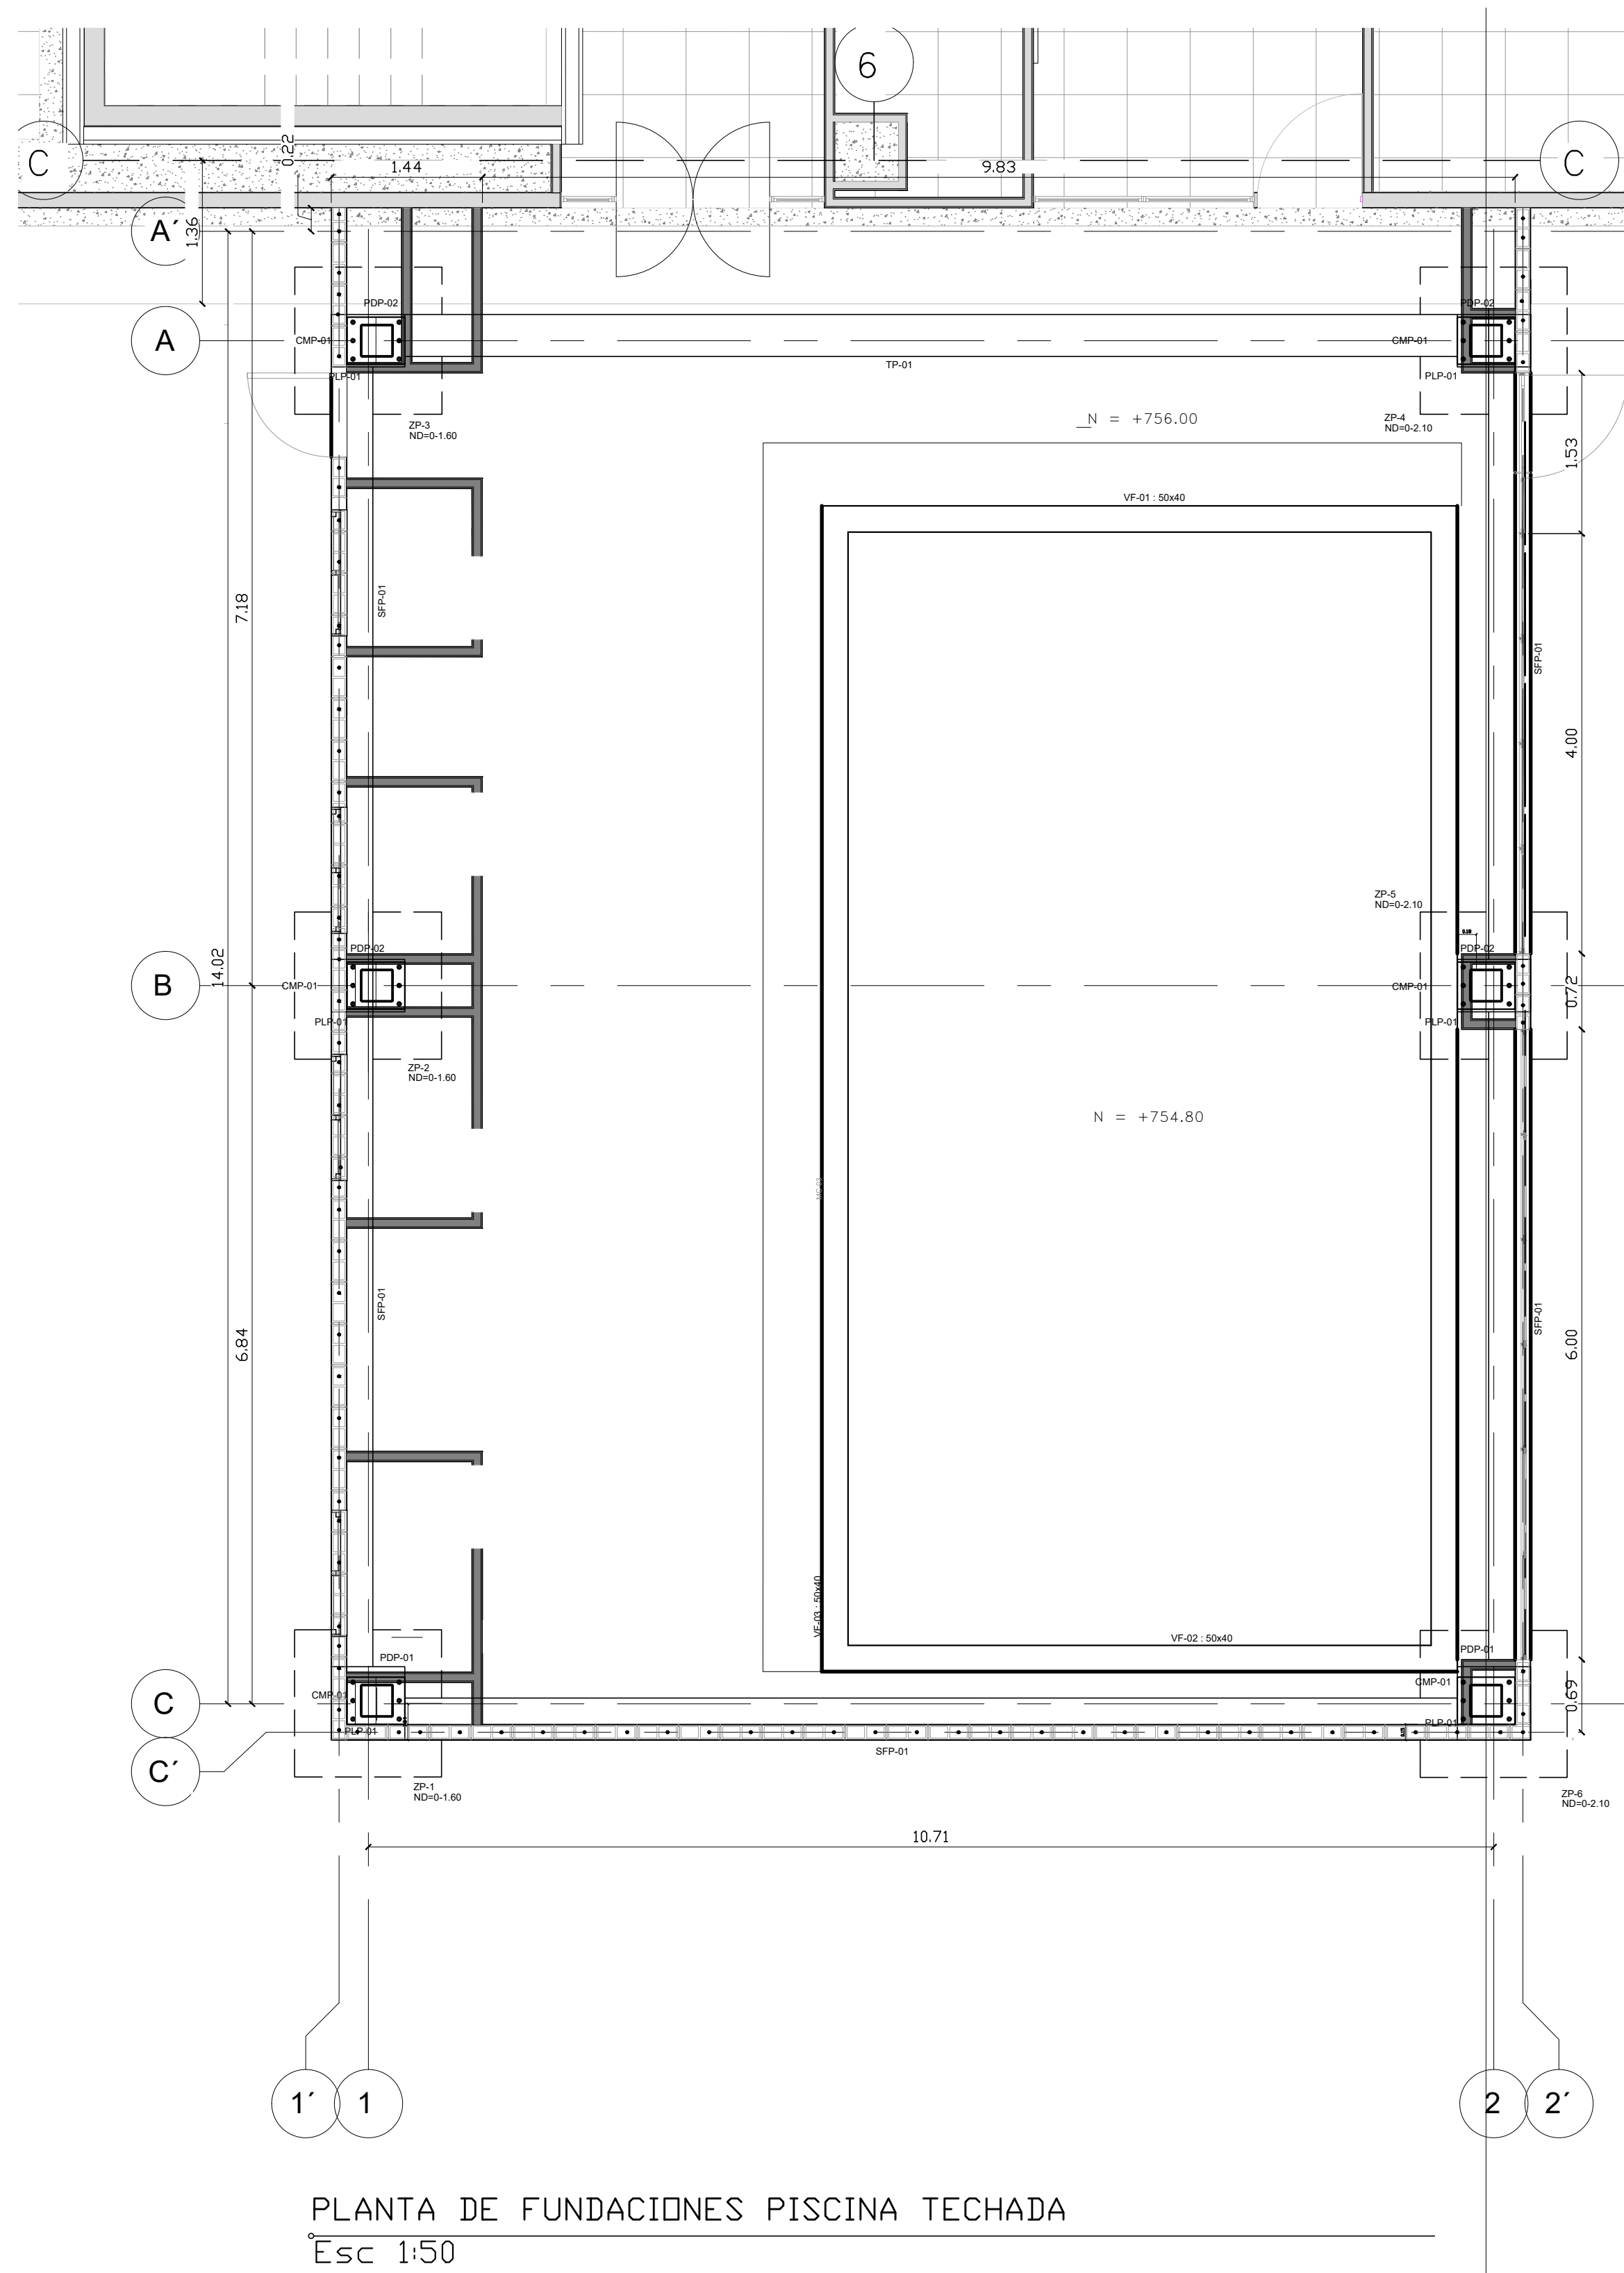 6
C
C
0.22
1.44
9.83
A´
1.36
A
PDP-02
CMP-01
PLP-01
ZP-3
ND=0-1.60
TP-01
PDP-02
CMP-01
PLP-01
ZP-4
ND=0-2.10
N = +756.00
1.53
VF-01 : 50x40
7.18
SFP-01
SFP-01
4.00
14.02
B
PDP-02
CMP-01
PLP-01
ZP-2
ND=0-1.60
ZP-5
ND=0-2.10
0.18
PDP-02
CMP-01
PLP-01
0.72
N = +754.80
6.84
SFP-01
SFP-01
6.00
VF-03 : 50x40
VF-02 : 50x40
C
PDP-01
CMP-01
PLP-01
PDP-01
CMP-01
PLP-01
0.69
C´
SFP-01
ZP-1
ND=0-1.60
ZP-6
ND=0-2.10
10.71
1´
1
2
2´
PLANTA DE FUNDACIONES PISCINA TECHADA
Esc 1:50